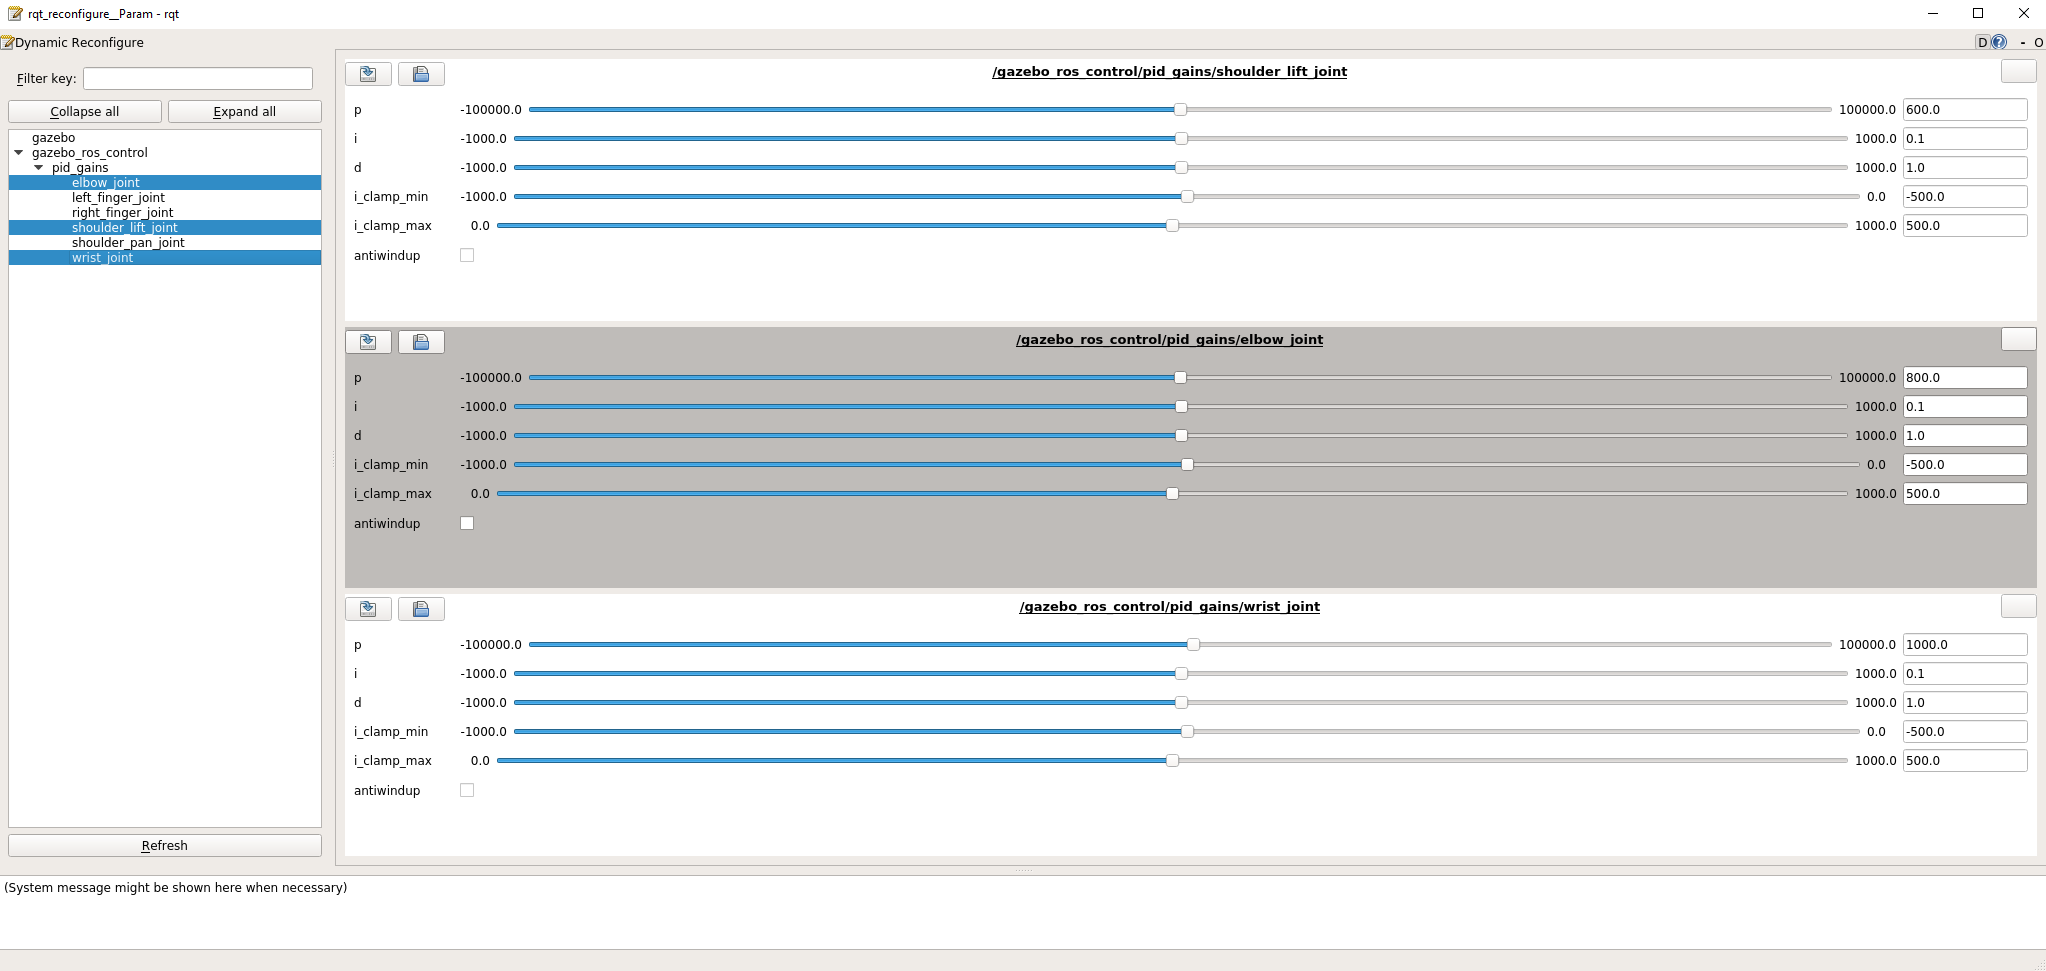 rqt_reconfigure__Param - rqt
Dynamic Reconfigure
D ? - O
Filter key:
Collapse all Expand all
gazebo
gazebo_ros_control
pid_gains
elbow_joint
left_finger_joint
right_finger_joint
shoulder_lift_joint
shoulder_pan_joint
wrist_joint
Refresh
/gazebo_ros_control/pid_gains/shoulder_lift_joint
p -100000.0 100000.0 600.0
i -1000.0 1000.0 0.1
d -1000.0 1000.0 1.0
i_clamp_min -1000.0 0.0 -500.0
i_clamp_max 0.0 1000.0 500.0
antiwindup
/gazebo_ros_control/pid_gains/elbow_joint
p -100000.0 100000.0 800.0
i -1000.0 1000.0 0.1
d -1000.0 1000.0 1.0
i_clamp_min -1000.0 0.0 -500.0
i_clamp_max 0.0 1000.0 500.0
antiwindup
/gazebo_ros_control/pid_gains/wrist_joint
p -100000.0 100000.0 1000.0
i -1000.0 1000.0 0.1
d -1000.0 1000.0 1.0
i_clamp_min -1000.0 0.0 -500.0
i_clamp_max 0.0 1000.0 500.0
antiwindup
(System message might be shown here when necessary)